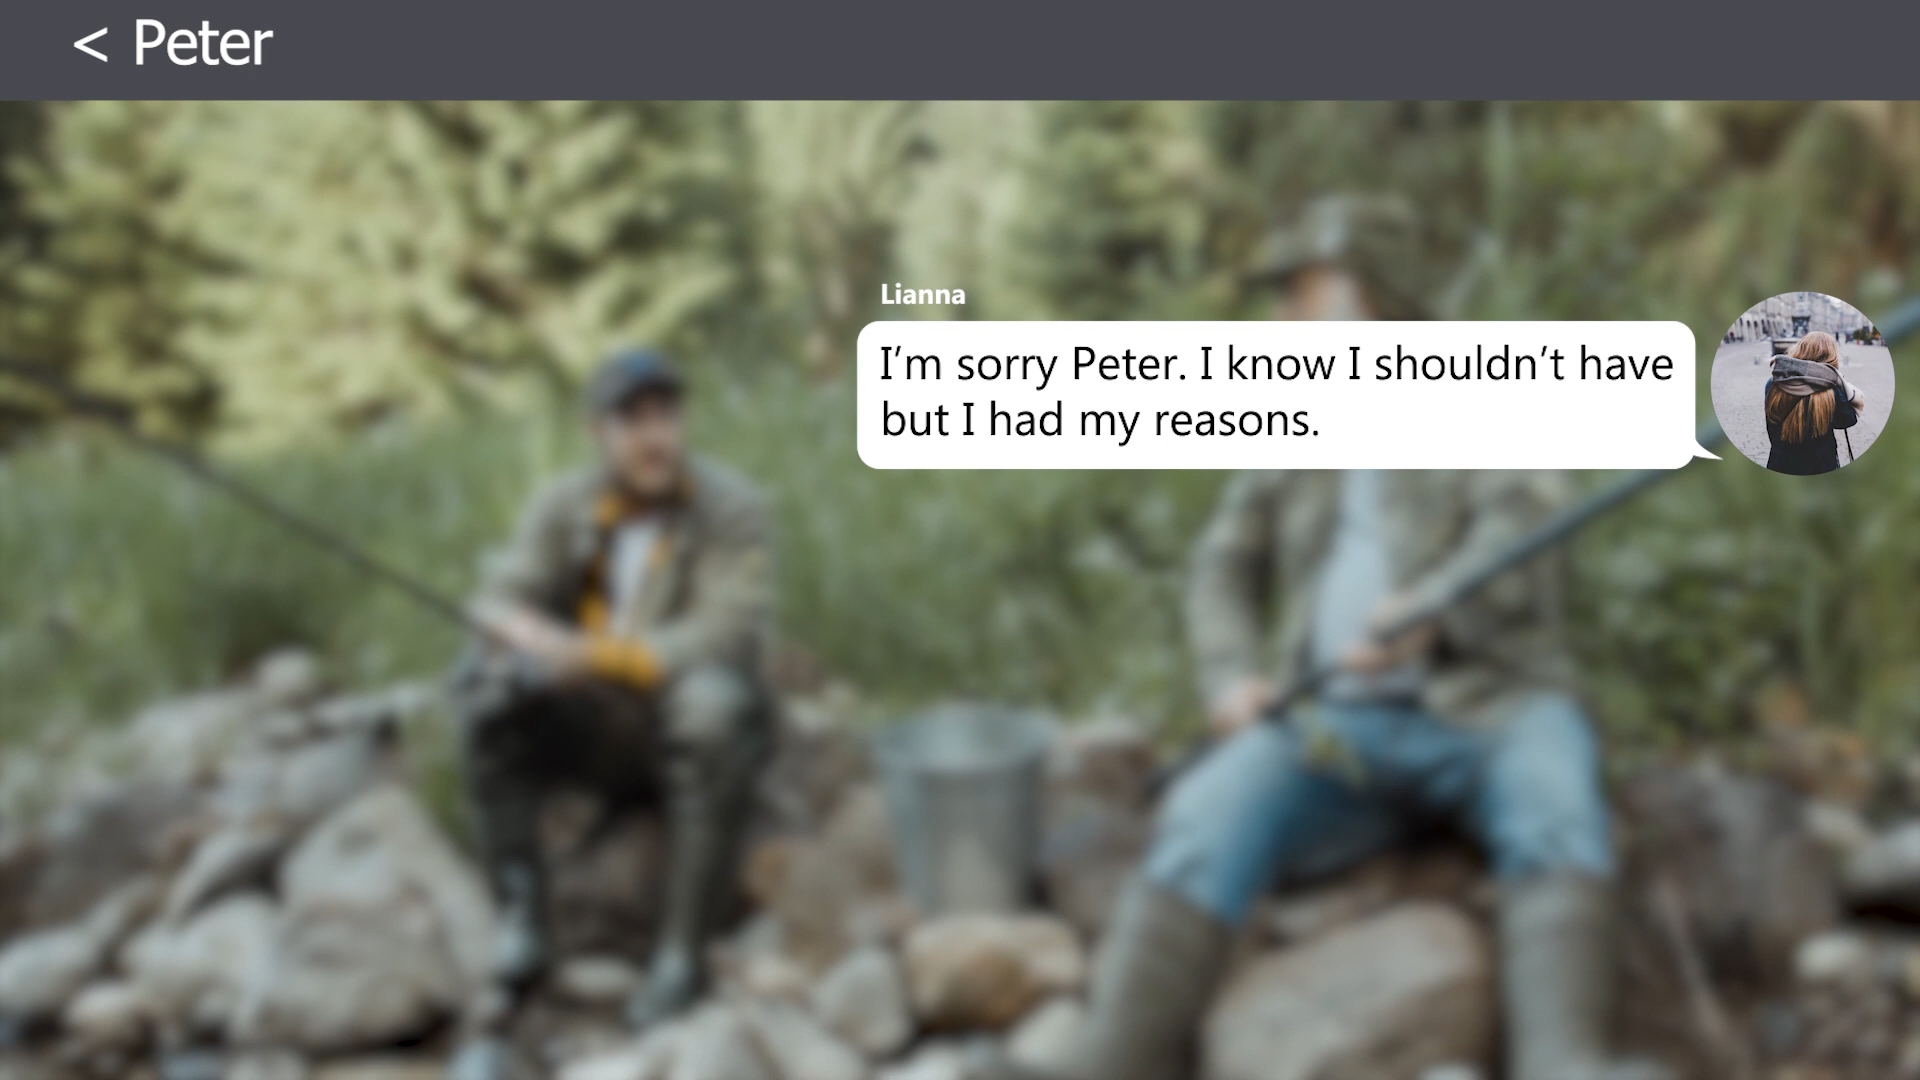 < Peter
Lianna
I’m sorry Peter. I know I shouldn’t have
but I had my reasons.